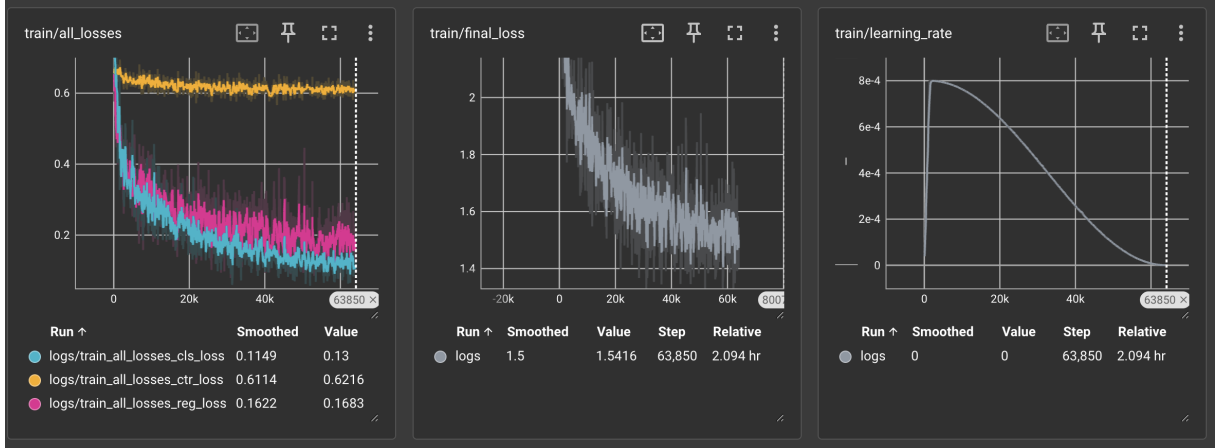 train/all_losses
0.6
0.4
0.2
0 20k 40k 63850 ×
Run ↑ Smoothed Value
logs/train_all_losses_cls_loss 0.1149 0.13
logs/train_all_losses_ctr_loss 0.6114 0.6216
logs/train_all_losses_reg_loss 0.1622 0.1683
train/final_loss
2
1.8
1.6
1.4
-20k 0 20k 40k 60k 8007
Run ↑ Smoothed Value Step Relative
logs 1.5 1.5416 63,850 2.094 hr
train/learning_rate
8e-4
6e-4
4e-4
2e-4
0
0 20k 40k 63850 ×
Run ↑ Smoothed Value Step Relative
logs 0 0 63,850 2.094 hr